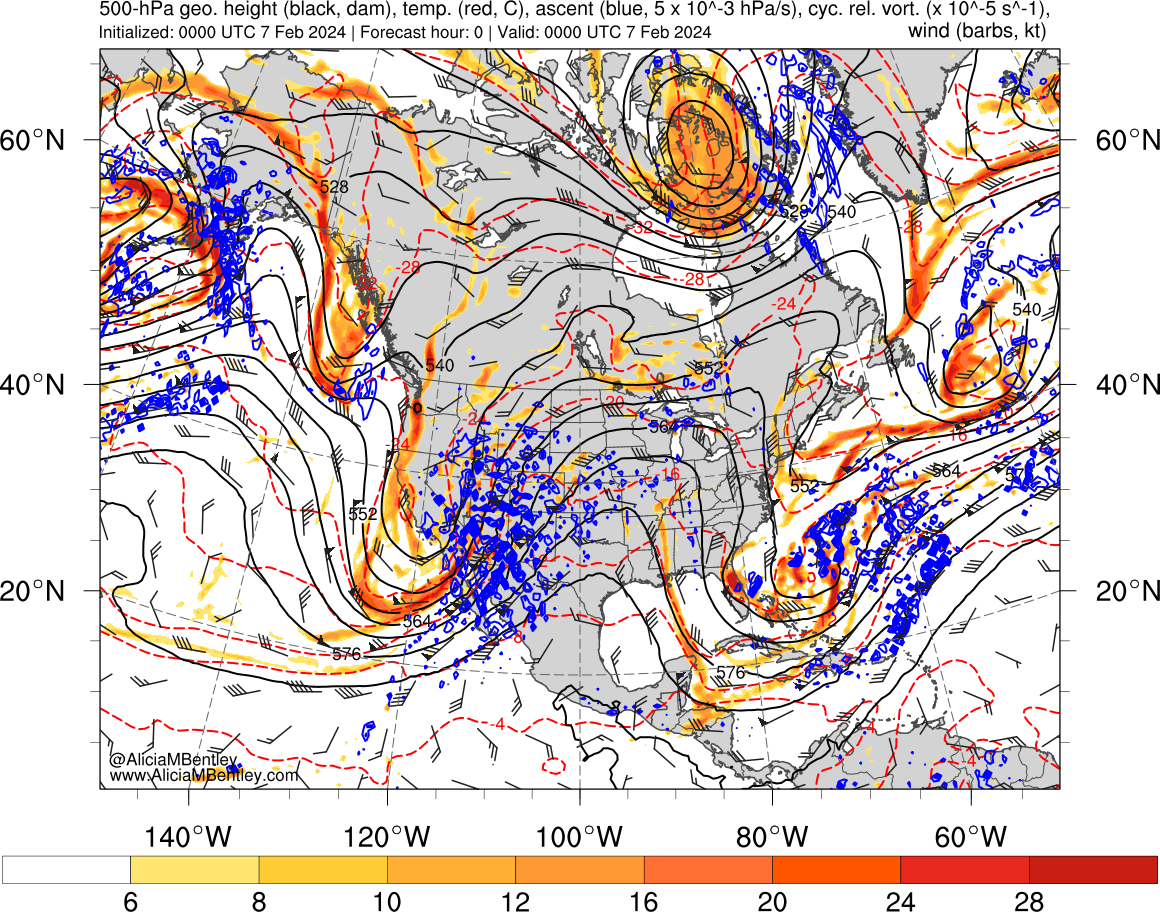 500-hPa geo. height (black, dam), temp. (red, C), ascent (blue, 5 x 10^-3 hPa/s), cyc. rel. vort. (x 10^-5 s^-1),
Initialized: 0000 UTC 7 Feb 2024 | Forecast hour: 0 | Valid: 0000 UTC 7 Feb 2024
wind (barbs, kt)
60°N
60°N
528
-28
540
-32
-28
-28
-28
-24
540
540
552
40°N
40°N
-20
-24
564
16
-24
-16
564
552
552
20°N
20°N
564
576
576
-4
-4
@AliciaMBentley
www.AliciaMBentley.com
140°W
120°W
100°W
80°W
60°W
6
8
10
12
16
20
24
28